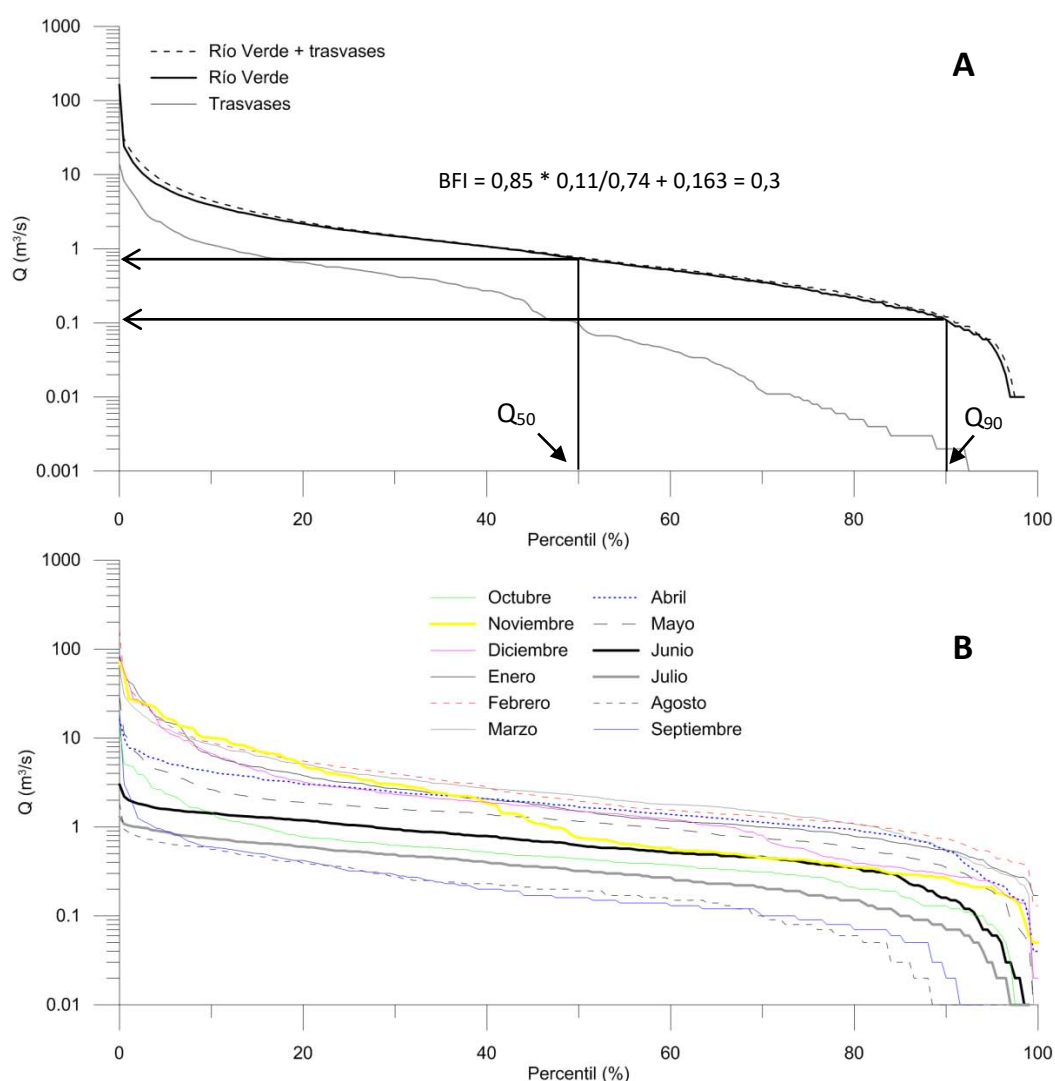 1000
100
10
1
0.1
0.01
0.001
Q (m³/s)
Río Verde + trasvases
Río Verde
Trasvases
A
BFI = 0,85 * 0,11/0,74 + 0,163 = 0,3
Q₅₀
Q₉₀
0 20 40 60 80 100
Percentil (%)
1000
100
10
1
0.1
0.01
Q (m³/s)
Octubre
Noviembre
Diciembre
Enero
Febrero
Marzo
Abril
Mayo
Junio
Julio
Agosto
Septiembre
B
0 20 40 60 80 100
Percentil (%)